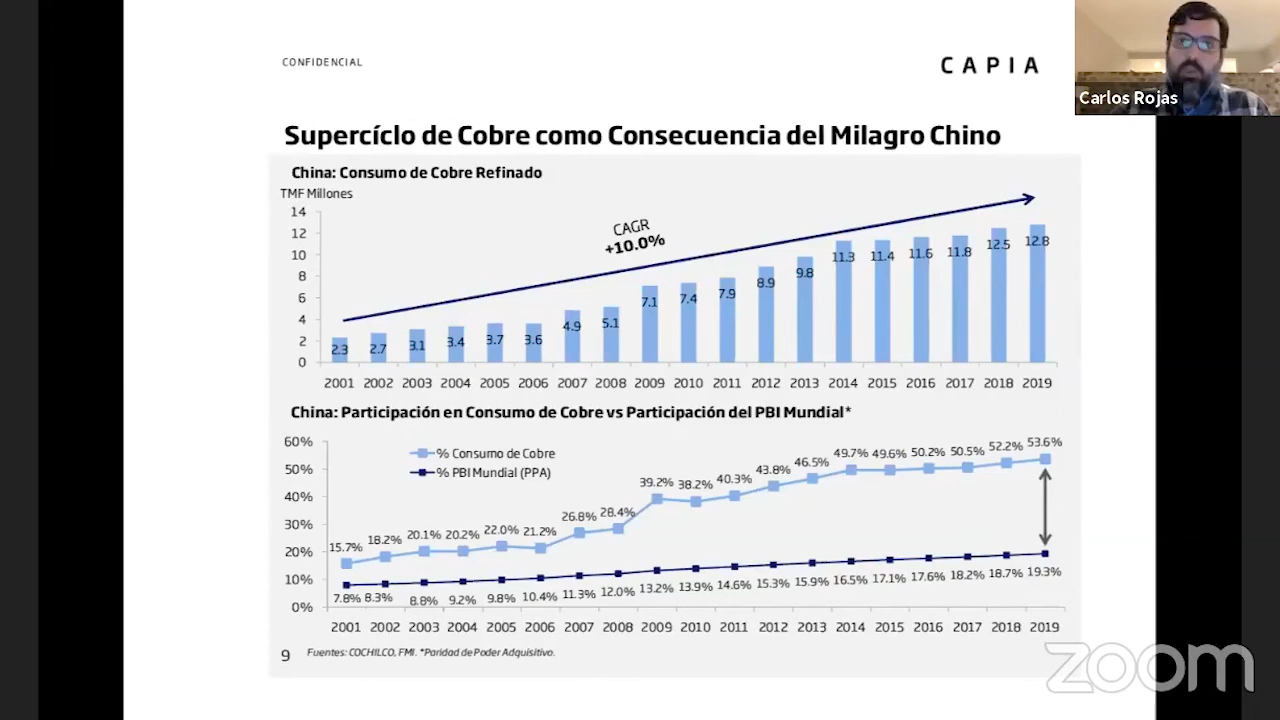 CONFIDENCIAL
CAPIA
Carlos Rojas
Supercíclo de Cobre como Consecuencia del Milagro Chino
China: Consumo de Cobre Refinado
TMF Millones
14
12
10
8
6
4
2
0
CAGR
+10.0%
2.3 2.7 3.1 3.4 3.7 3.6 4.9 5.1 7.1 7.4 7.9 8.9 9.8 11.3 11.4 11.6 11.8 12.5 12.8
2001 2002 2003 2004 2005 2006 2007 2008 2009 2010 2011 2012 2013 2014 2015 2016 2017 2018 2019
China: Participación en Consumo de Cobre vs Participación del PBI Mundial*
60%
50%
40%
30%
20%
10%
0%
% Consumo de Cobre
% PBI Mundial (PPA)
15.7% 18.2% 20.1% 20.2% 22.0% 21.2% 26.8% 28.4% 39.2% 38.2% 40.3% 43.8% 46.5% 49.7% 49.6% 50.2% 50.5% 52.2% 53.6%
7.8% 8.3% 8.8% 9.2% 9.8% 10.4% 11.3% 12.0% 13.2% 13.9% 14.6% 15.3% 15.9% 16.5% 17.1% 17.6% 18.2% 18.7% 19.3%
2001 2002 2003 2004 2005 2006 2007 2008 2009 2010 2011 2012 2013 2014 2015 2016 2017 2018 2019
9 Fuentes: COCHILCO, FMI. *Paridad de Poder Adquisitivo.
zoom